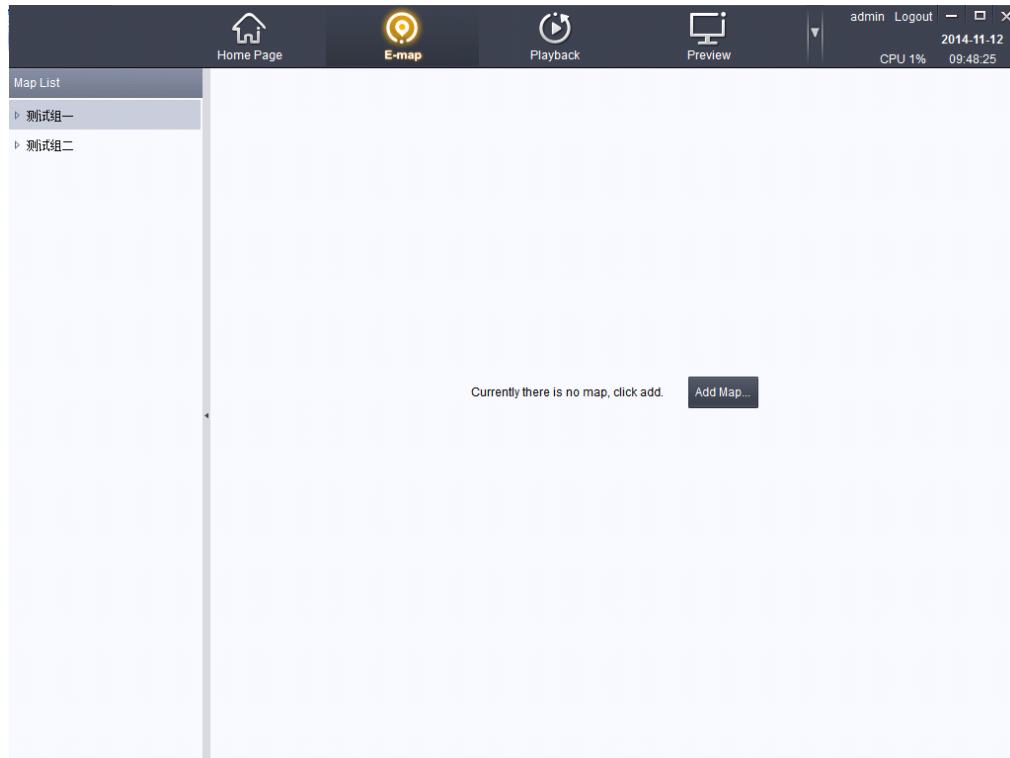 Home Page
E-map
Playback
Preview
admin Logout
2014-11-12
CPU 1% 09:48:25
Map List
测试组一
测试组二
Currently there is no map, click add. Add Map...